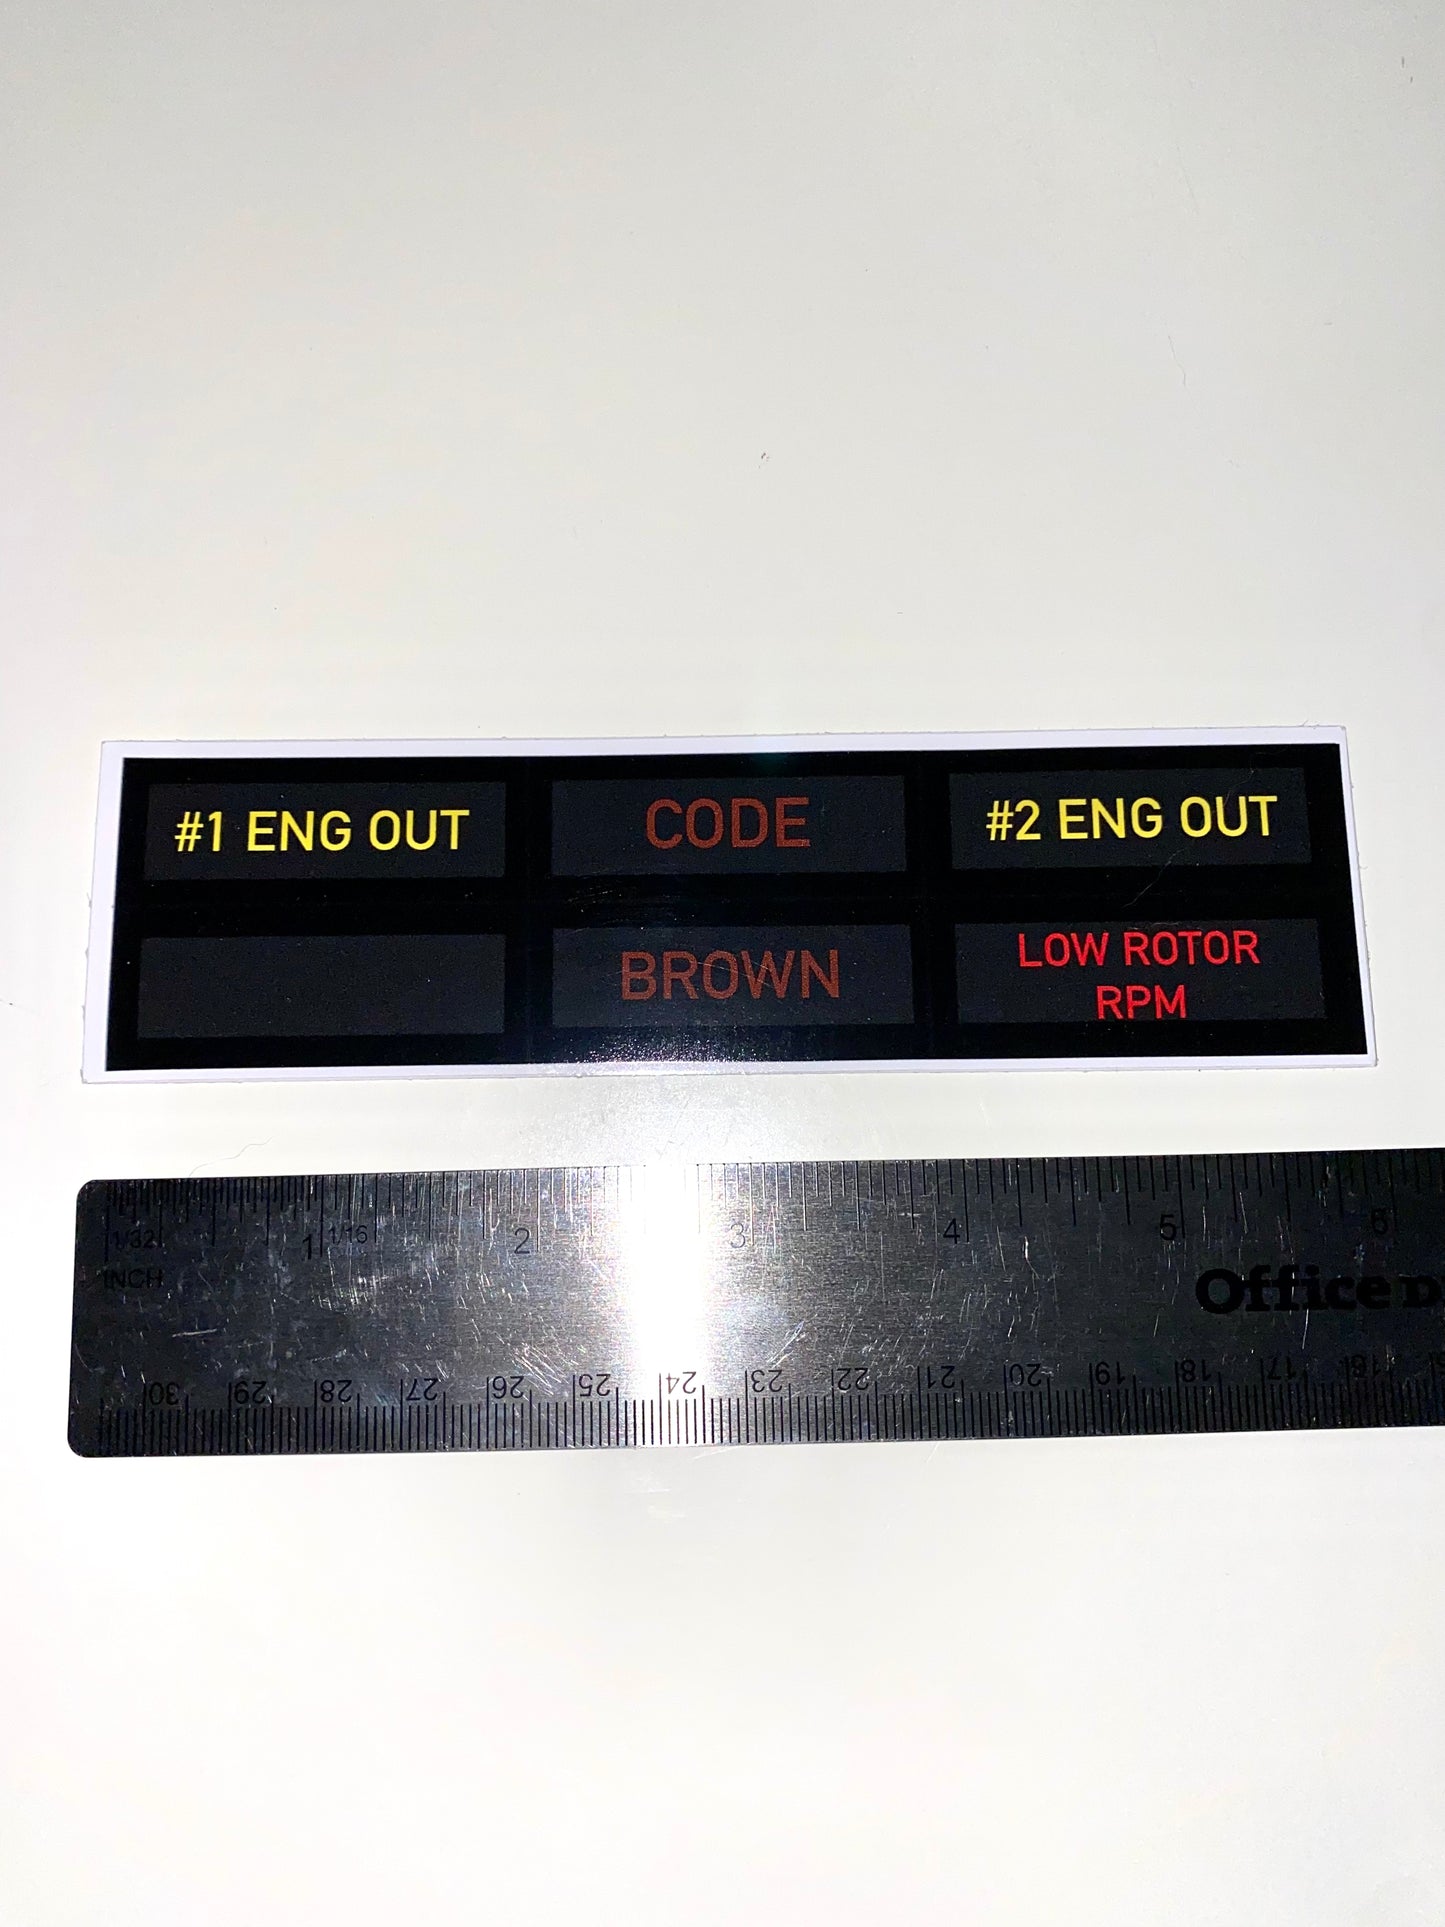 #1 ENG OUT
CODE
#2 ENG OUT
BROWN
LOW ROTOR
RPM
1/32 1 1/16 2 3 4 5 6
INCH
Office
30 29 28 27 26 25 24 23 22 21 20 19 18 17 16